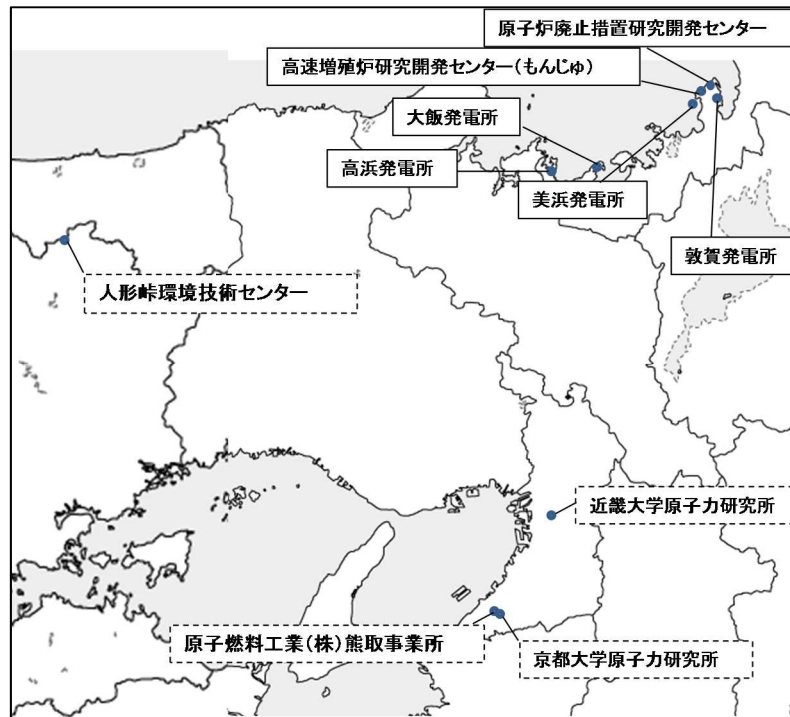 原子炉廃止措置研究開発センター
高速増殖炉研究開発センター(もんじゅ)
大飯発電所
高浜発電所
美浜発電所
敦賀発電所
人形峠環境技術センター
近畿大学原子力研究所
原子燃料工業(株)熊取事業所
京都大学原子力研究所